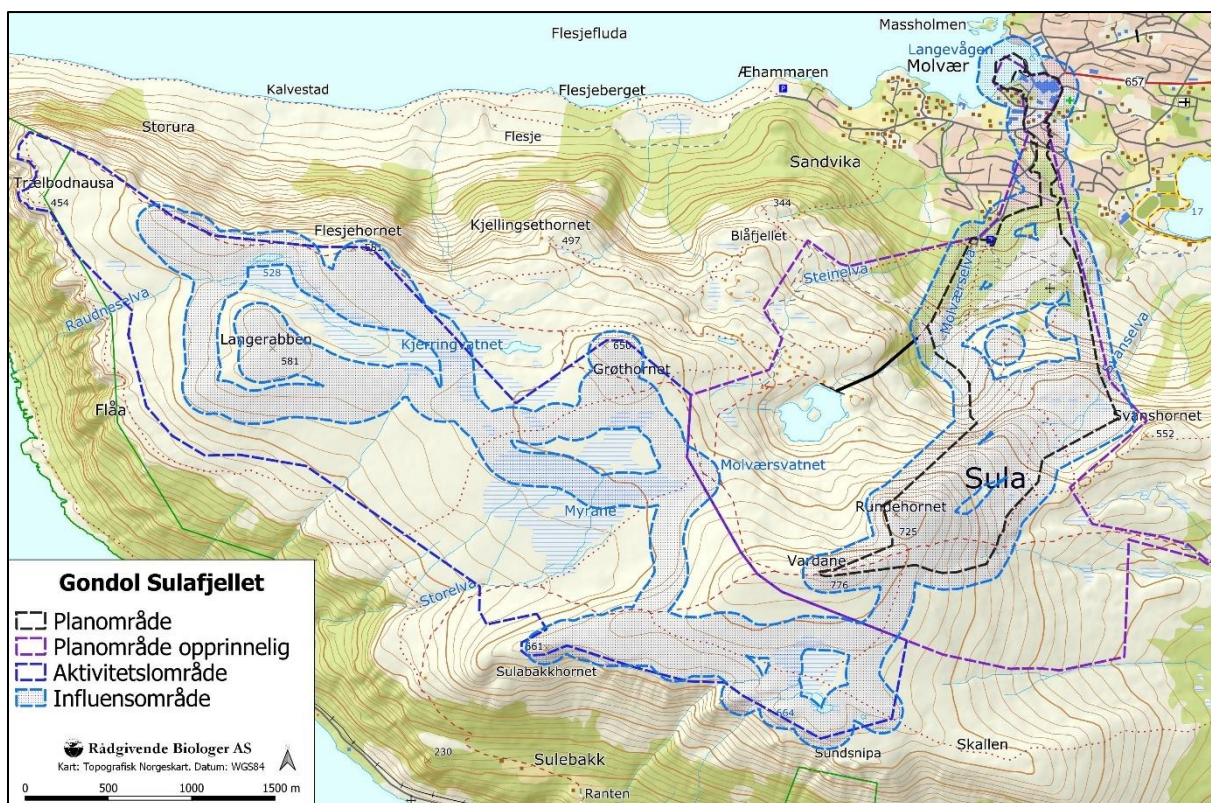 Massholmen
Flesjefluda
Langevågen
Molvær
657
Æhammaren
P
Kalvestad
Flesjeberget
Storura
Flesje
Sandvika
Trælbodnausa
454
17
344
Kjellingsethornet
497
Blåfjellet
Flesjehornet
Steinelva
Molværselva
528
Raudneselva
Langerabben
581
Kjerringvatnet
650
Grøthornet
Flåa
Svanshornet
552
Molværsvatnet
Sula
Myrane
Rundehornet
725
Vardane
776
Storelva
661
Sulabakkhornet
664
Sundsnipa
Skallen
230
Sulebakk
Ranten
Gondol Sulafjellet
Planområde
Planområde opprinnelig
Aktivitetslområde
Influensområde
Rådgivende Biologer AS
Kart: Topografisk Norgeskart. Datum: WGS84
0 500 1000 1500 m